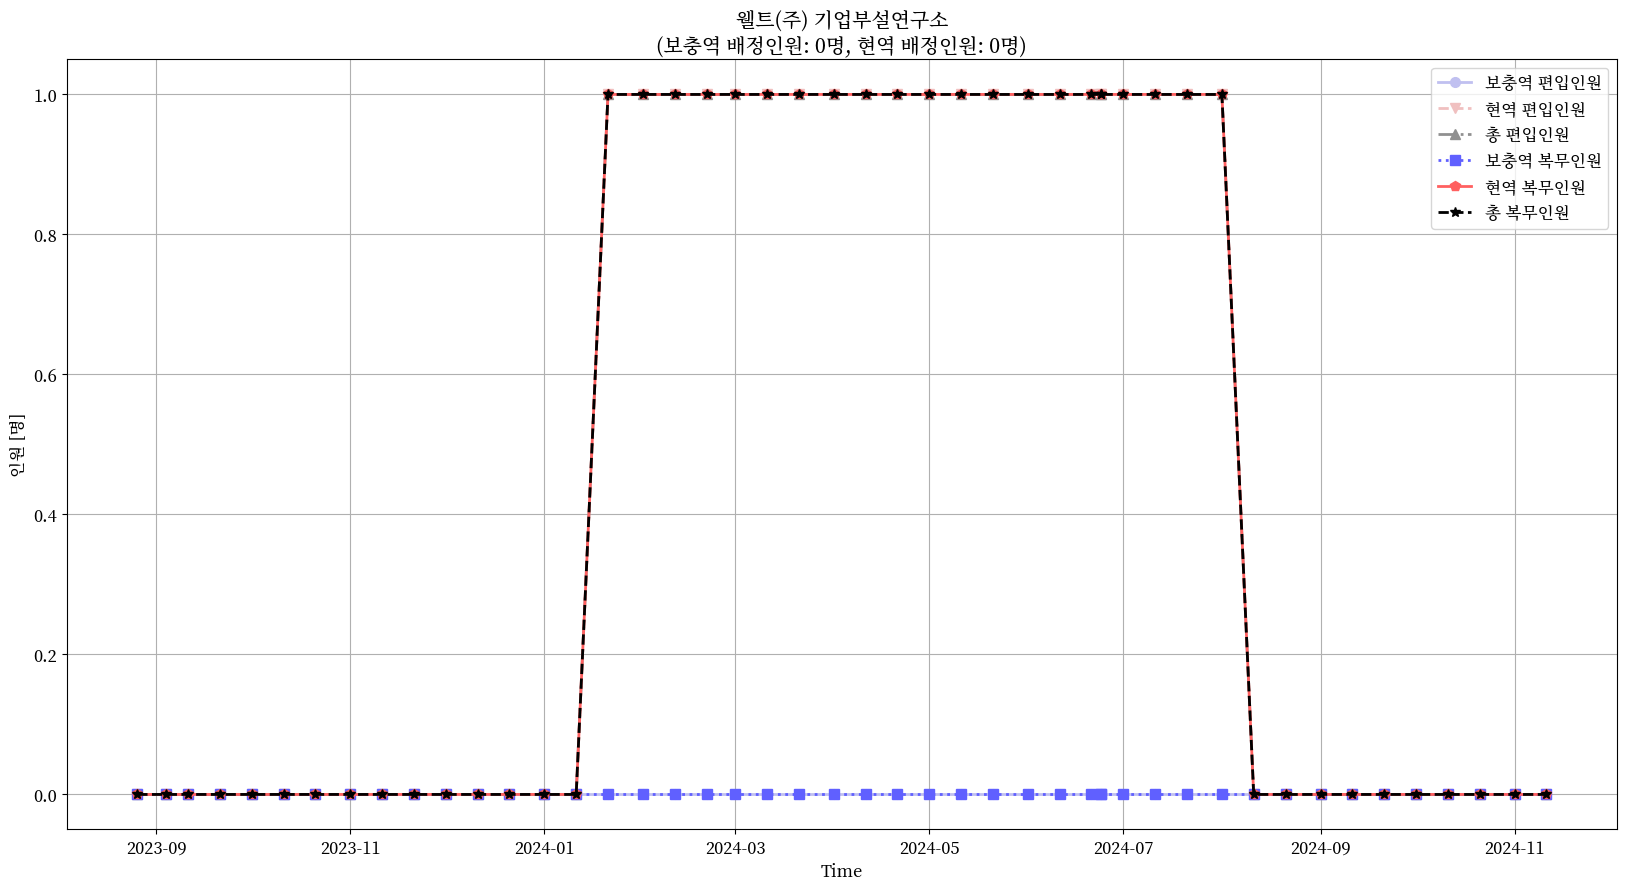 웰트(주) 기업부설연구소
(보충역 배정인원: 0명, 현역 배정인원: 0명)
보충역 편입인원
현역 편입인원
총 편입인원
보충역 복무인원
현역 복무인원
총 복무인원
인원 [명]
1.0
0.8
0.6
0.4
0.2
0.0
2023-09 2023-11 2024-01 2024-03 2024-05 2024-07 2024-09 2024-11
Time